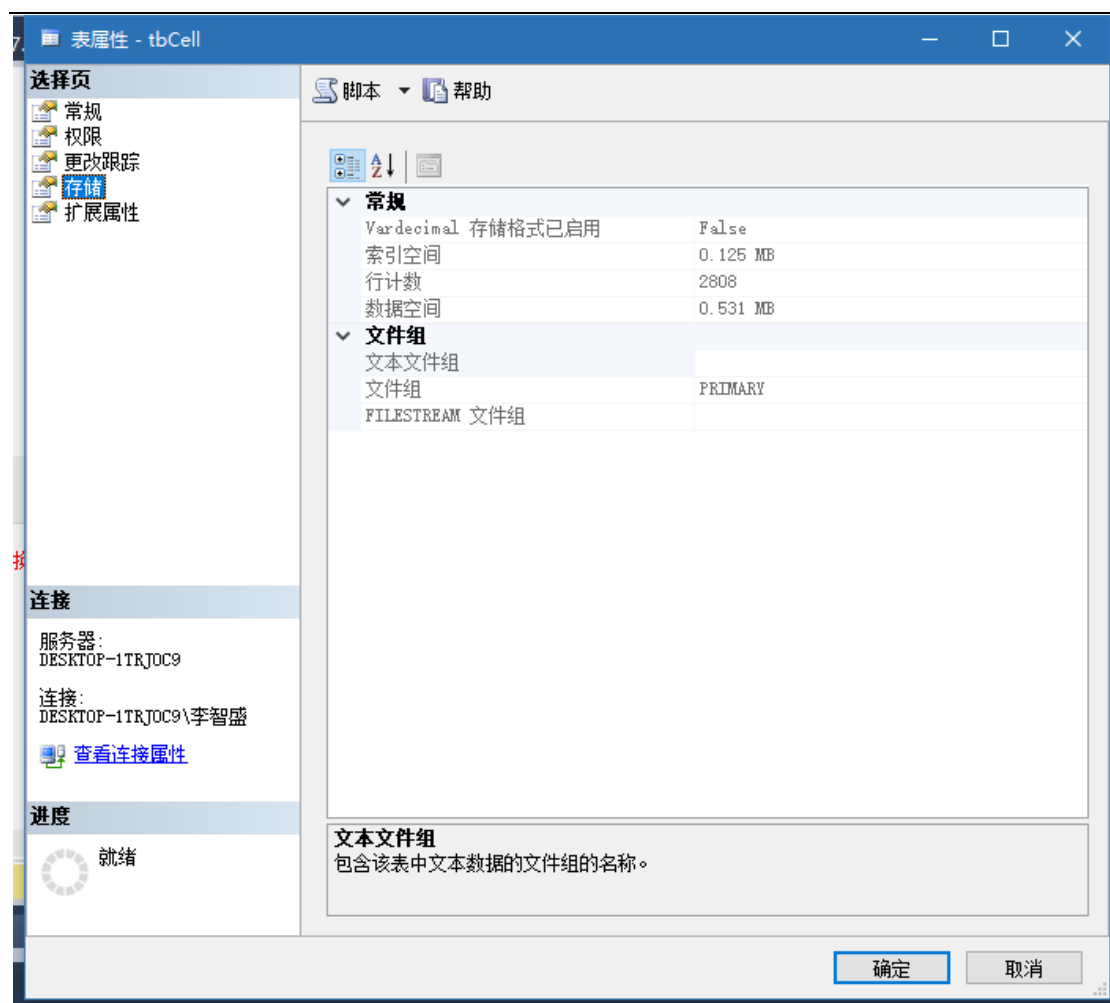 表属性 - tbCell
选择页
常规
权限
更改跟踪
存储
扩展属性
脚本
帮助
常规
Vardecimal 存储格式已启用 False
索引空间 0.125 MB
行计数 2808
数据空间 0.531 MB
文件组
文本文件组
文件组 PRIMARY
FILESTREAM 文件组
连接
服务器:
DESKTOP-1TRJOC9
连接:
DESKTOP-1TRJOC9\李智盛
查看连接属性
进度
就绪
文本文件组
包含该表中文本数据的文件组的名称。
确定
取消